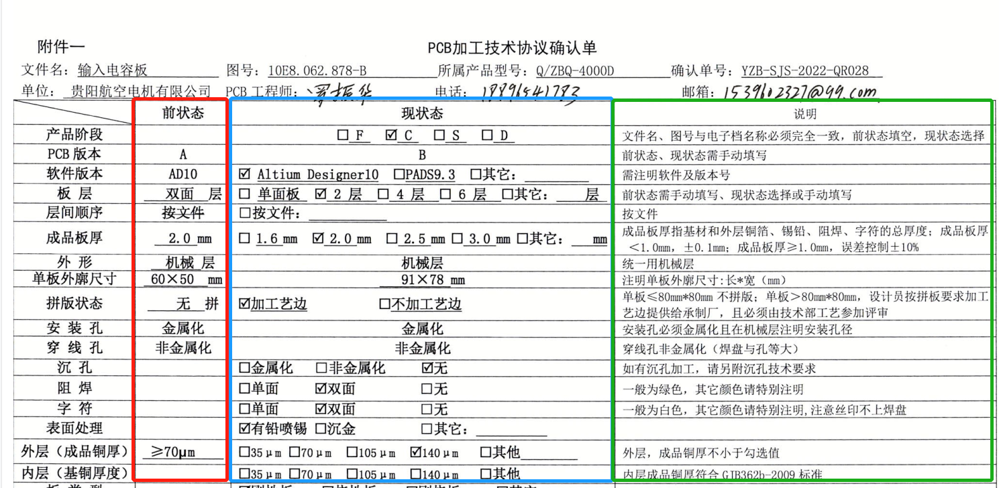 附件一
PCB加工技术协议确认单
文件名：输入电容板 图号：10E8.062.878-B 所属产品型号：Q/ZBQ-4000D 确认单号：YZB-SJS-2022-QR028
单位：贵阳航空电机有限公司 PCB工程师：罗振华 电话：18896541783 邮箱：1539602327@qq.com
前状态 现状态 说明
产品阶段 □ F ☑ C □ S □ D 文件名、图号与电子档名称必须完全一致，前状态填空，现状态选择
PCB 版本 A B 前状态、现状态需手动填写
软件版本 AD10 ☑ Altium Designer10 □PADS9.3 □其它： 需注明软件及版本号
板 层 双面 层 □ 单面板 ☑ 2 层 □ 4 层 □ 6 层 □其它： 层 前状态需手动填写、现状态选择或手动填写
层间顺序 按文件 □按文件： 按文件
成品板厚 2.0 mm □ 1.6 mm ☑ 2.0 mm □ 2.5 mm □ 3.0 mm □其它： mm 成品板厚指基材和外层铜箔、锡铅、阻焊、字符的总厚度；成品板厚
＜1.0mm，±0.1mm；成品板厚≥1.0mm，误差控制±10%
外 形 机械 层 机械层 统一用机械层
单板外廓尺寸 60×50 mm 91×78 mm 注明单板外廓尺寸:长*宽（mm）
拼版状态 无 拼 ☑加工艺边 □不加工艺边 单板≤80mm*80mm 不拼版；单板＞80mm*80mm，设计员按拼板要求加工
艺边提供给承制厂，且必须由技术部工艺参加评审
安 装 孔 金属化 金属化 安装孔必须金属化且在机械层注明安装孔径
穿 线 孔 非金属化 非金属化 穿线孔非金属化（焊盘与孔等大）
沉 孔 □金属化 □非金属化 ☑无 如有沉孔加工，请另附沉孔技术要求
阻 焊 □单面 ☑双面 □无 一般为绿色，其它颜色请特别注明
字 符 □单面 ☑双面 □无 一般为白色，其它颜色请特别注明,注意丝印不上焊盘
表面处理 ☑有铅喷锡 □沉金 □其它：
外层（成品铜厚） ≥70μm □35μm □70μm □105μm ☑140μm □其他 外层，成品铜厚不小于勾选值
内层（基铜厚度） □35μm □70μm □105μm □140μm □其他 内层成品铜厚符合 GJB362b-2009 标准